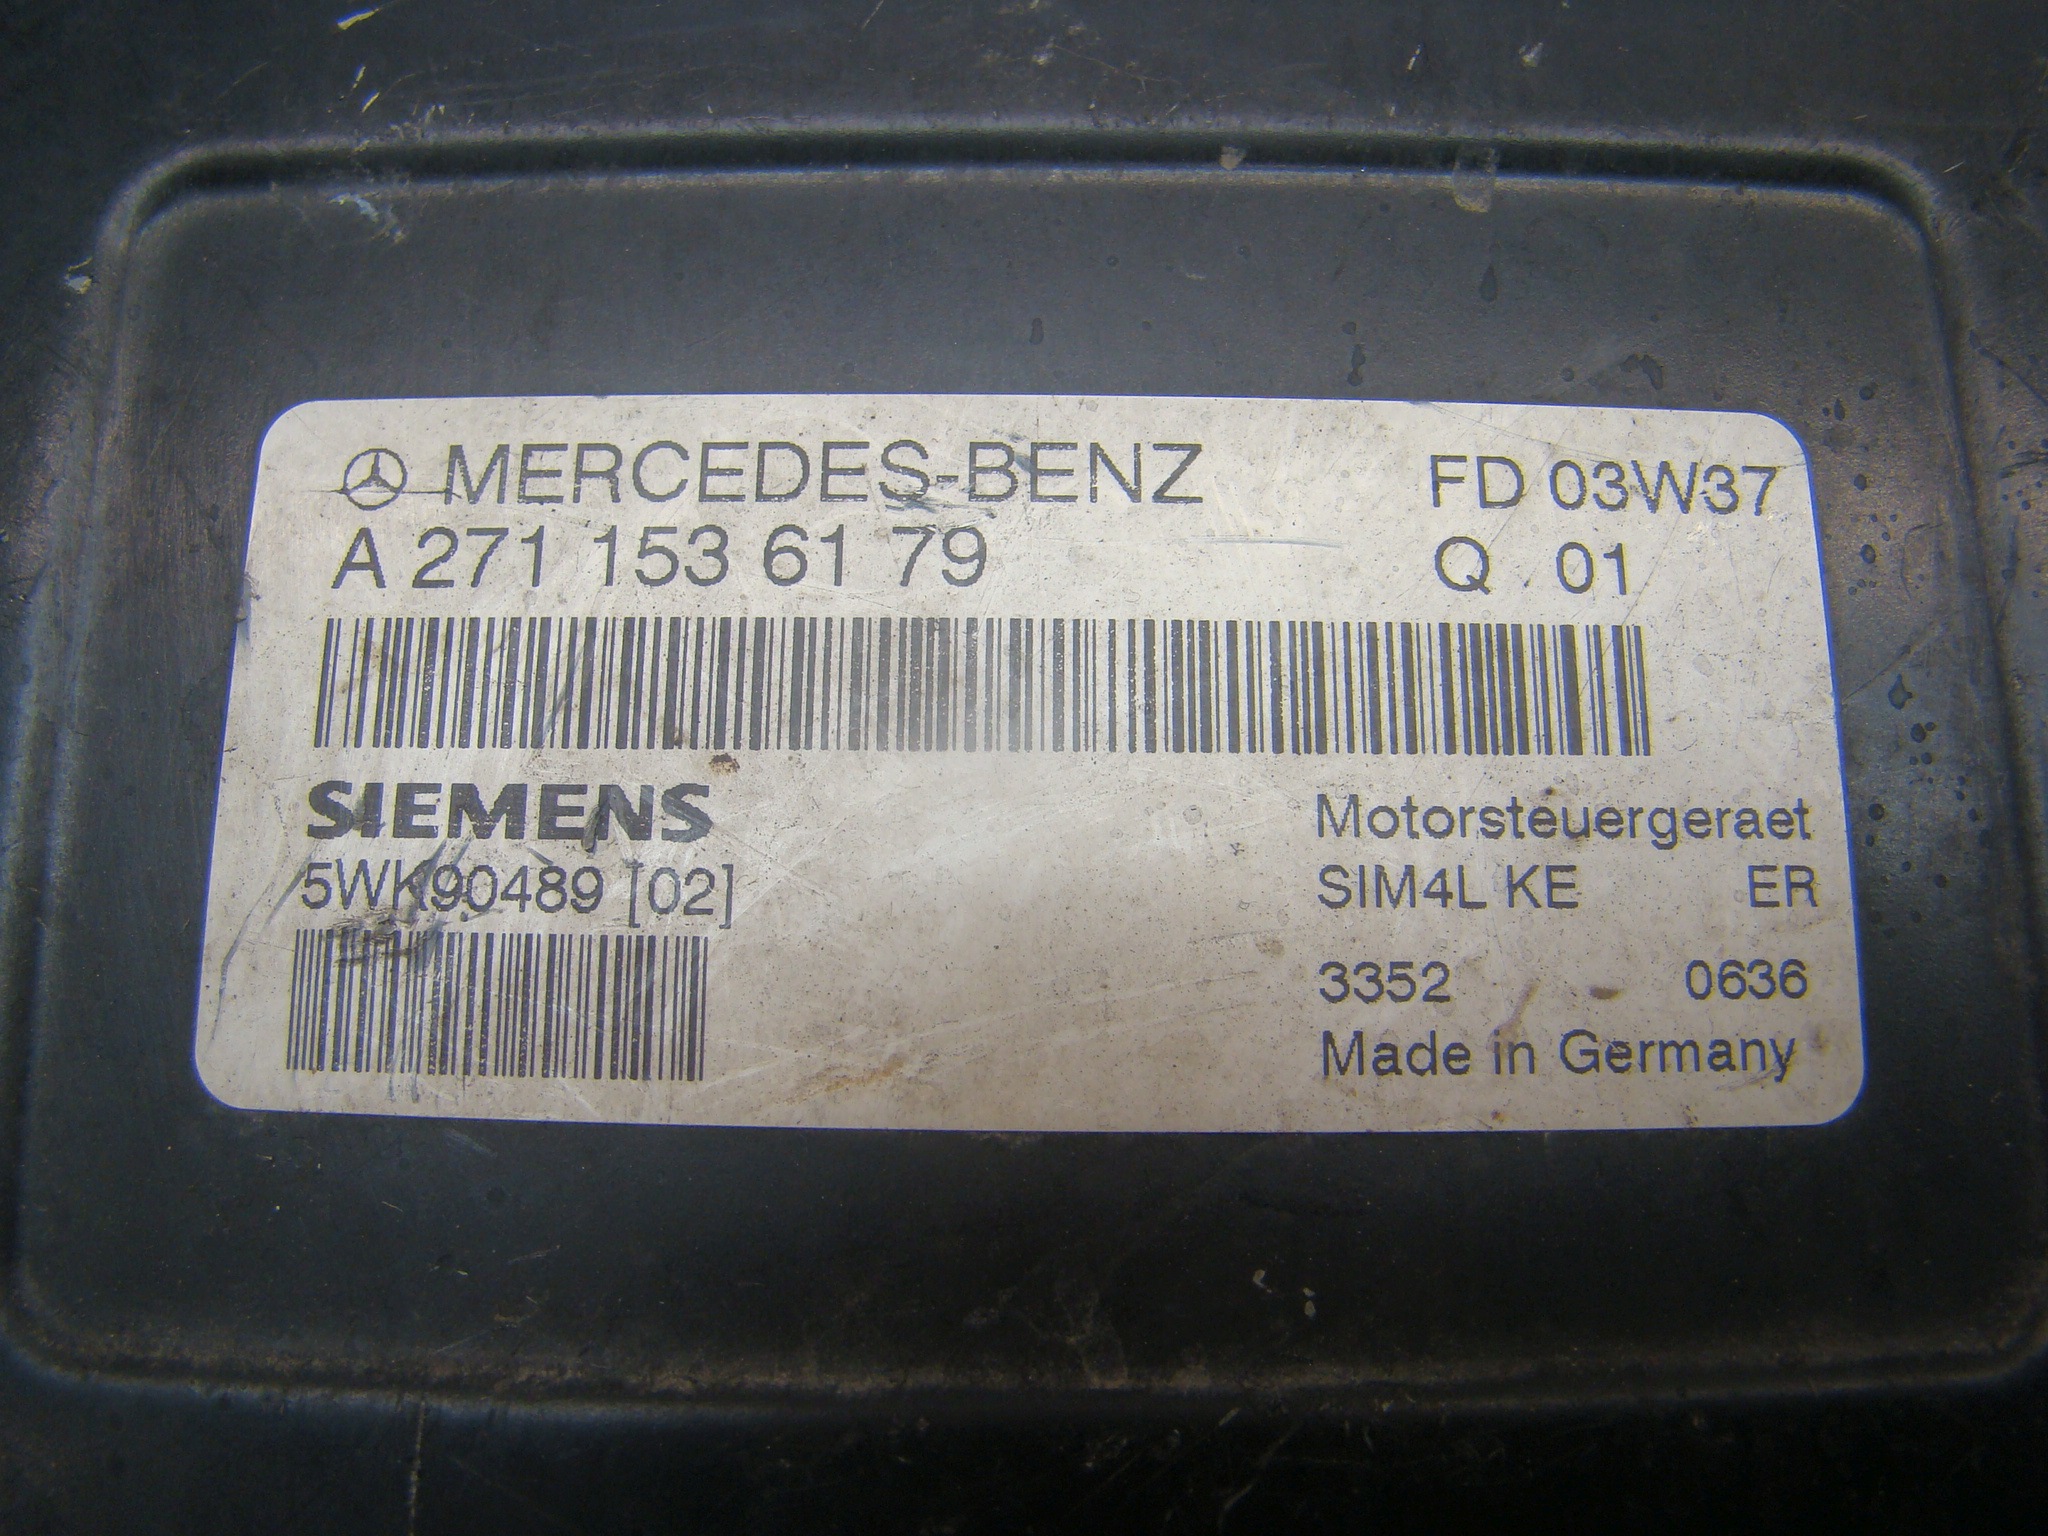 MERCEDES-BENZ FD 03W37
A 271 153 61 79 Q 01
SIEMENS
5WK90489 [02]
Motorsteuergeraet
SIM4L KE ER
3352 0636
Made in Germany